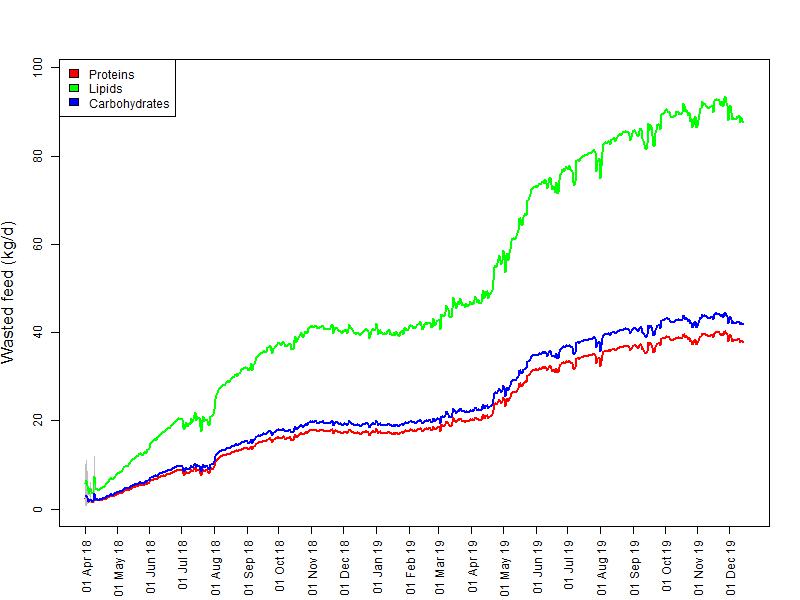 Proteins
Lipids
Carbohydrates
Wasted feed (kg/d)
100
80
60
40
20
0
01 Apr 18
01 May 18
01 Jun 18
01 Jul 18
01 Aug 18
01 Sep 18
01 Oct 18
01 Nov 18
01 Dec 18
01 Jan 19
01 Feb 19
01 Mar 19
01 Apr 19
01 May 19
01 Jun 19
01 Jul 19
01 Aug 19
01 Sep 19
01 Oct 19
01 Nov 19
01 Dec 19